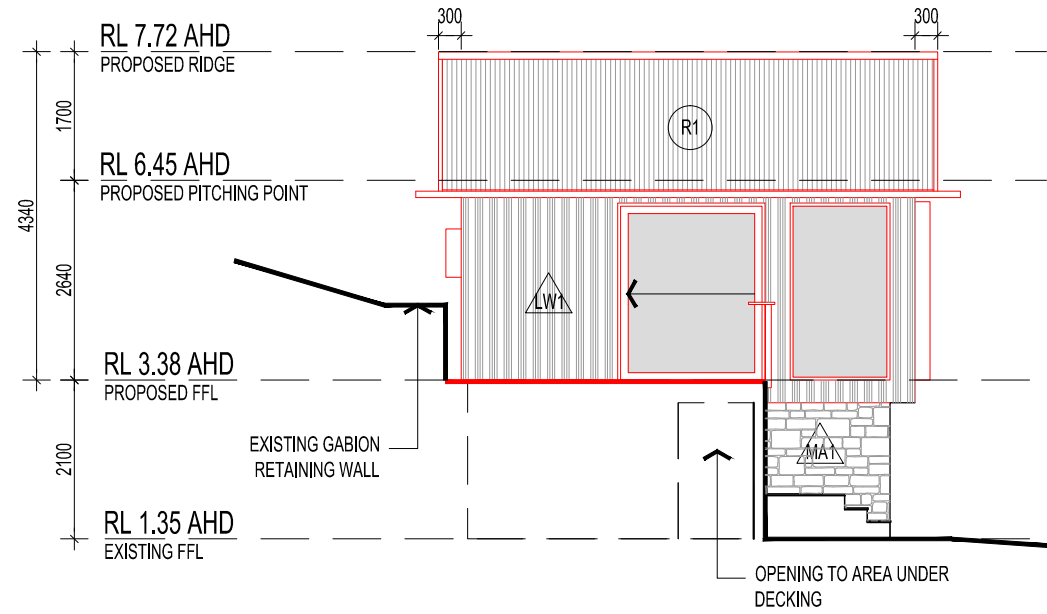 300
300
RL 7.72 AHD
PROPOSED RIDGE
1700
R1
RL 6.45 AHD
PROPOSED PITCHING POINT
4340
2640
LW1
RL 3.38 AHD
PROPOSED FFL
EXISTING GABION
RETAINING WALL
MA1
2100
RL 1.35 AHD
EXISTING FFL
OPENING TO AREA UNDER
DECKING